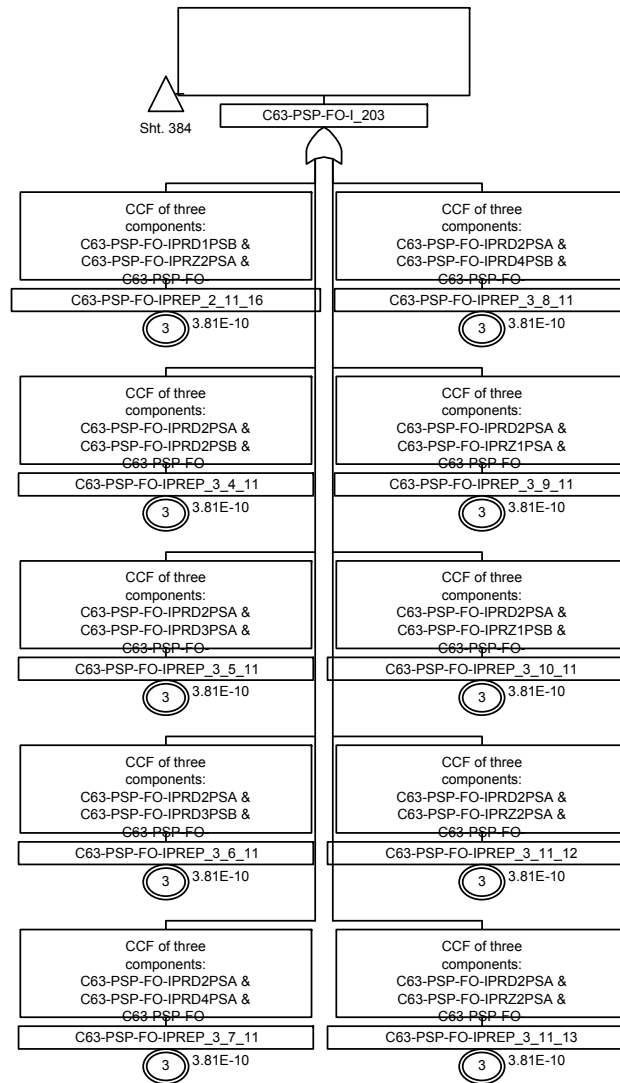 Sht. 384
C63-PSP-FO-I_203
CCF of three
components:
C63-PSP-FO-IPRD1PSB &
C63-PSP-FO-IPRZ2PSA &
C63-PSP-FO-
C63-PSP-FO-IPREP_2_11_16
3
3.81E-10
CCF of three
components:
C63-PSP-FO-IPRD2PSA &
C63-PSP-FO-IPRD4PSB &
C63-PSP-FO-
C63-PSP-FO-IPREP_3_8_11
3
3.81E-10
CCF of three
components:
C63-PSP-FO-IPRD2PSA &
C63-PSP-FO-IPRD2PSB &
C63-PSP-FO-
C63-PSP-FO-IPREP_3_4_11
3
3.81E-10
CCF of three
components:
C63-PSP-FO-IPRD2PSA &
C63-PSP-FO-IPRZ1PSA &
C63-PSP-FO-
C63-PSP-FO-IPREP_3_9_11
3
3.81E-10
CCF of three
components:
C63-PSP-FO-IPRD2PSA &
C63-PSP-FO-IPRD3PSA &
C63-PSP-FO-
C63-PSP-FO-IPREP_3_5_11
3
3.81E-10
CCF of three
components:
C63-PSP-FO-IPRD2PSA &
C63-PSP-FO-IPRZ1PSB &
C63-PSP-FO-
C63-PSP-FO-IPREP_3_10_11
3
3.81E-10
CCF of three
components:
C63-PSP-FO-IPRD2PSA &
C63-PSP-FO-IPRD3PSB &
C63-PSP-FO-
C63-PSP-FO-IPREP_3_6_11
3
3.81E-10
CCF of three
components:
C63-PSP-FO-IPRD2PSA &
C63-PSP-FO-IPRZ2PSA &
C63-PSP-FO-
C63-PSP-FO-IPREP_3_11_12
3
3.81E-10
CCF of three
components:
C63-PSP-FO-IPRD2PSA &
C63-PSP-FO-IPRD4PSA &
C63-PSP-FO-
C63-PSP-FO-IPREP_3_7_11
3
3.81E-10
CCF of three
components:
C63-PSP-FO-IPRD2PSA &
C63-PSP-FO-IPRZ2PSA &
C63-PSP-FO-
C63-PSP-FO-IPREP_3_11_13
3
3.81E-10